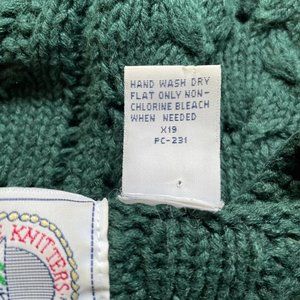 HAND WASH DRY
FLAT ONLY NON-
CHLORINE BLEACH
WHEN NEEDED
X19
PC-231
KNITTERS